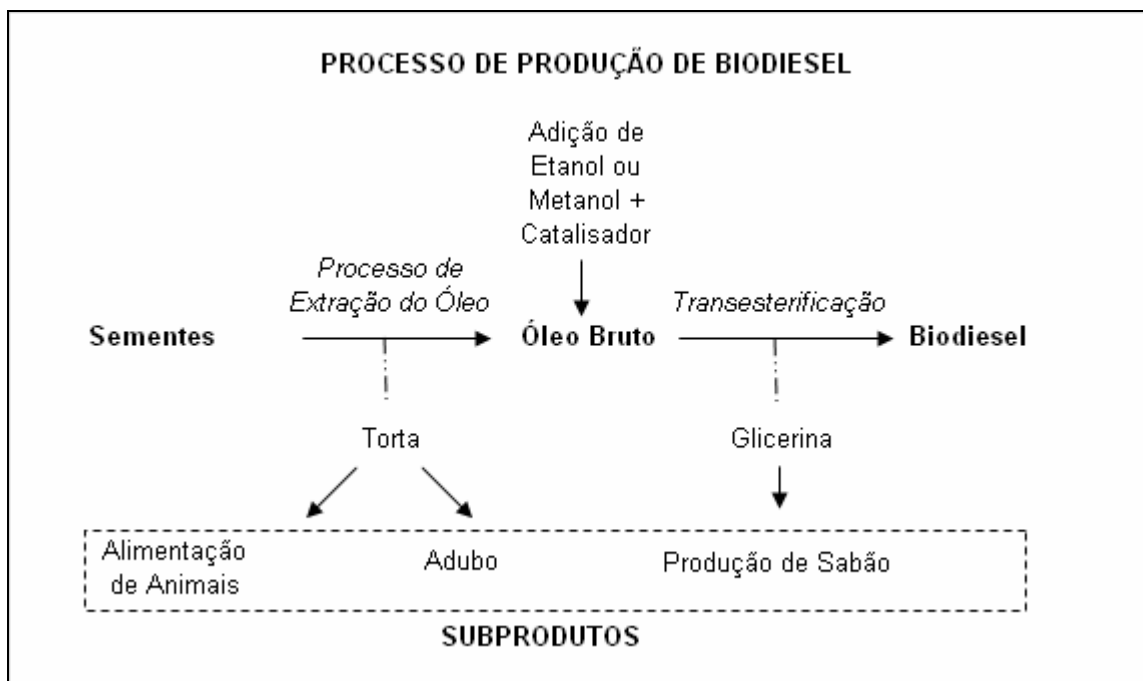 PROCESSO DE PRODUÇÃO DE BIODIESEL
Adição de
Etanol ou
Metanol +
Catalisador
Processo de
Extração do Óleo
Transesterificação
Sementes
Óleo Bruto
Biodiesel
Torta
Glicerina
Alimentação
de Animais
Adubo
Produção de Sabão
SUBPRODUTOS